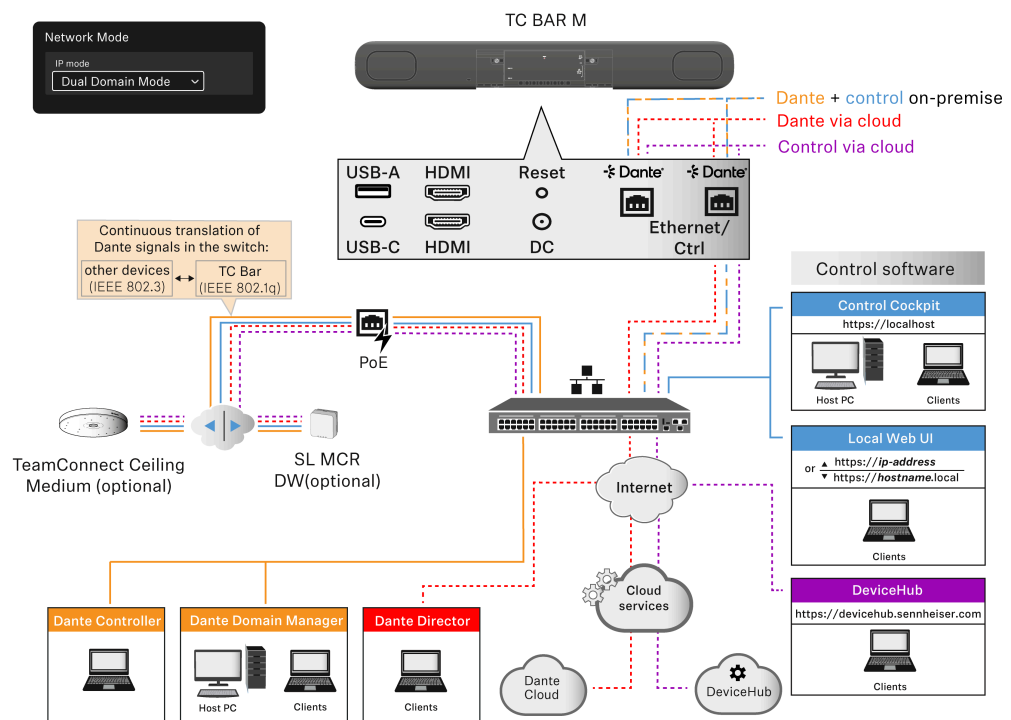 TC BAR M
Network Mode
IP mode
Dual Domain Mode
Dante + control on-premise
Dante via cloud
Control via cloud
USB-A
HDMI
Reset
Dante
Dante
USB-C
HDMI
DC
Ethernet/
Ctrl
Continuous translation of
Dante signals in the switch:
other devices
(IEEE 802.3)
TC Bar
(IEEE 802.1q)
PoE
TeamConnect Ceiling
Medium (optional)
SL MCR
DW(optional)
Control software
Control Cockpit
https://localhost
Host PC
Clients
Local Web UI
or
https://ip-address
https://hostname.local
Clients
DeviceHub
https://devicehub.sennheiser.com
Clients
Internet
Cloud
services
Dante
Cloud
DeviceHub
Dante Controller
Dante Domain Manager
Host PC
Clients
Dante Director
Clients